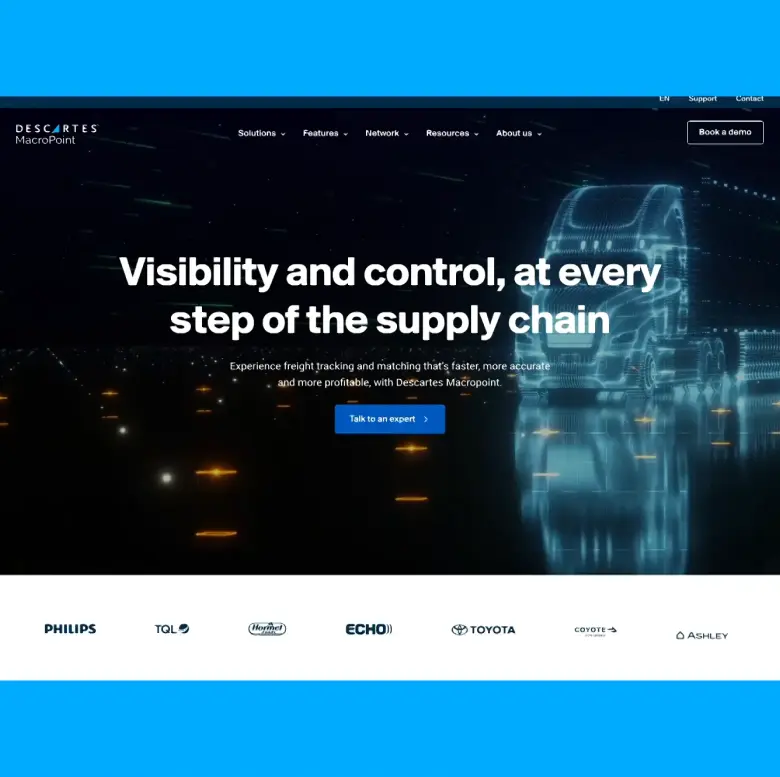 EN Support Contact
DESCARTES
MacroPoint
Solutions Features Network Resources About us
Book a demo
Visibility and control, at every
step of the supply chain
Experience freight tracking and matching that's faster, more accurate
and more profitable, with Descartes Macropoint.
Talk to an expert
PHILIPS TQL Hormel ECHO TOYOTA COYOTE ASHLEY